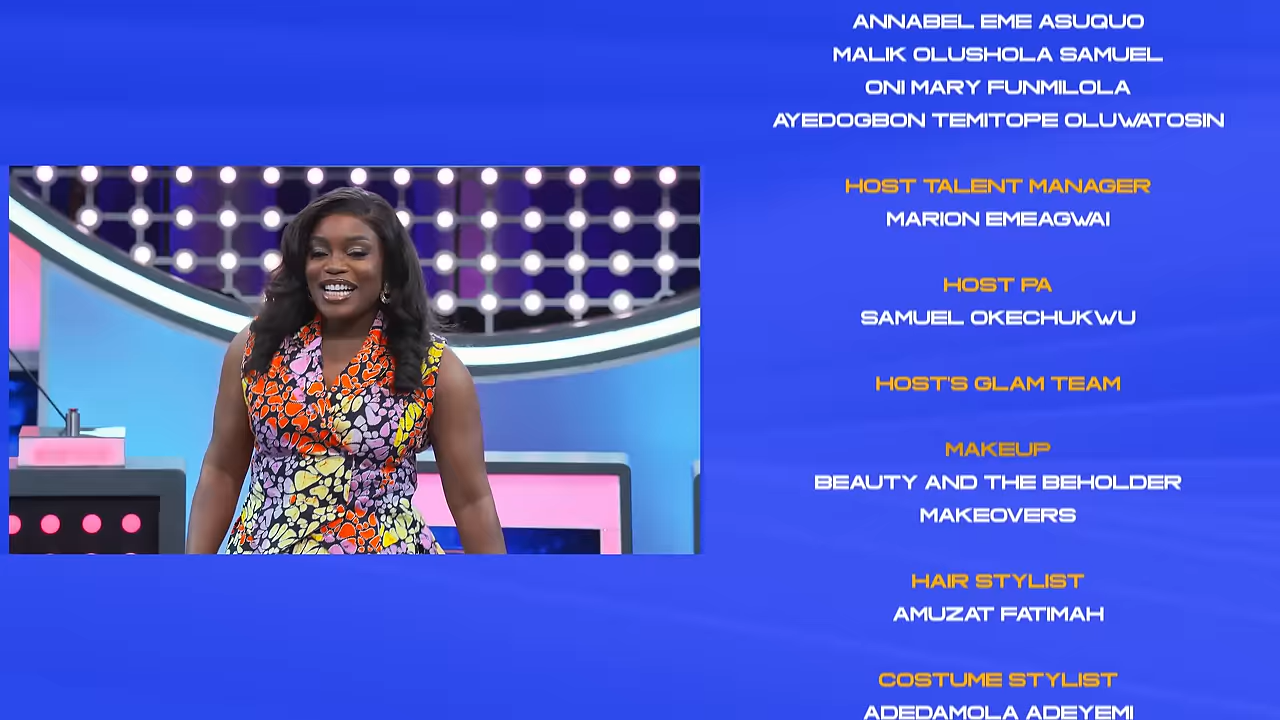 ANNABEL EME ASUQUO
MALIK OLUSHOLA SAMUEL
ONI MARY FUNMILOLA
AYEDOGBON TEMITOPE OLUWATOSIN
HOST TALENT MANAGER
MARION EMEAGWAI
HOST PA
SAMUEL OKECHUKWU
HOST'S GLAM TEAM
MAKEUP
BEAUTY AND THE BEHOLDER
MAKEOVERS
HAIR STYLIST
AMUZAT FATIMAH
COSTUME STYLIST
ADEDAMOLA ADEYEMI